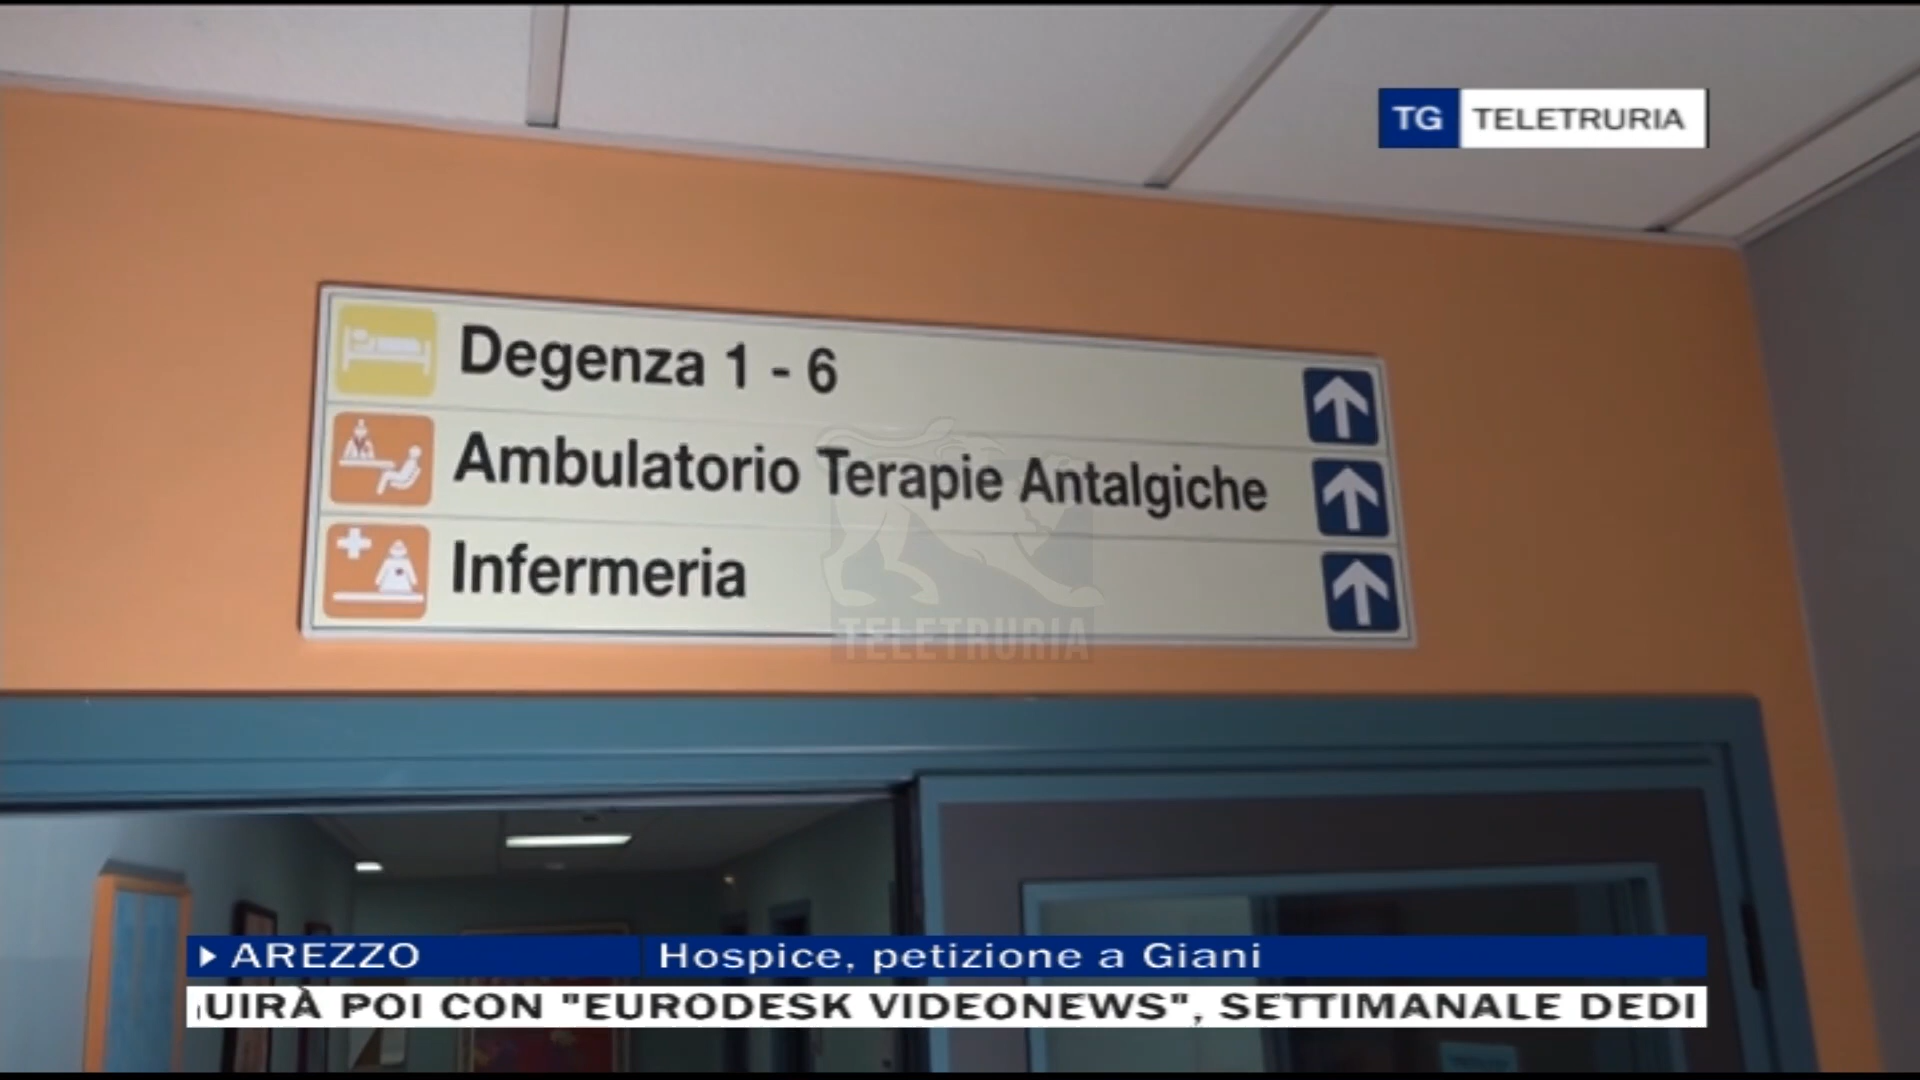 TG TELETRURIA
Degenza 1 - 6
Ambulatorio Terapie Antalgiche
Infermeria
TELETRURIA
AREZZO
Hospice, petizione a Giani
UIRÀ POI CON "EURODESK VIDEONEWS", SETTIMANALE DEDI